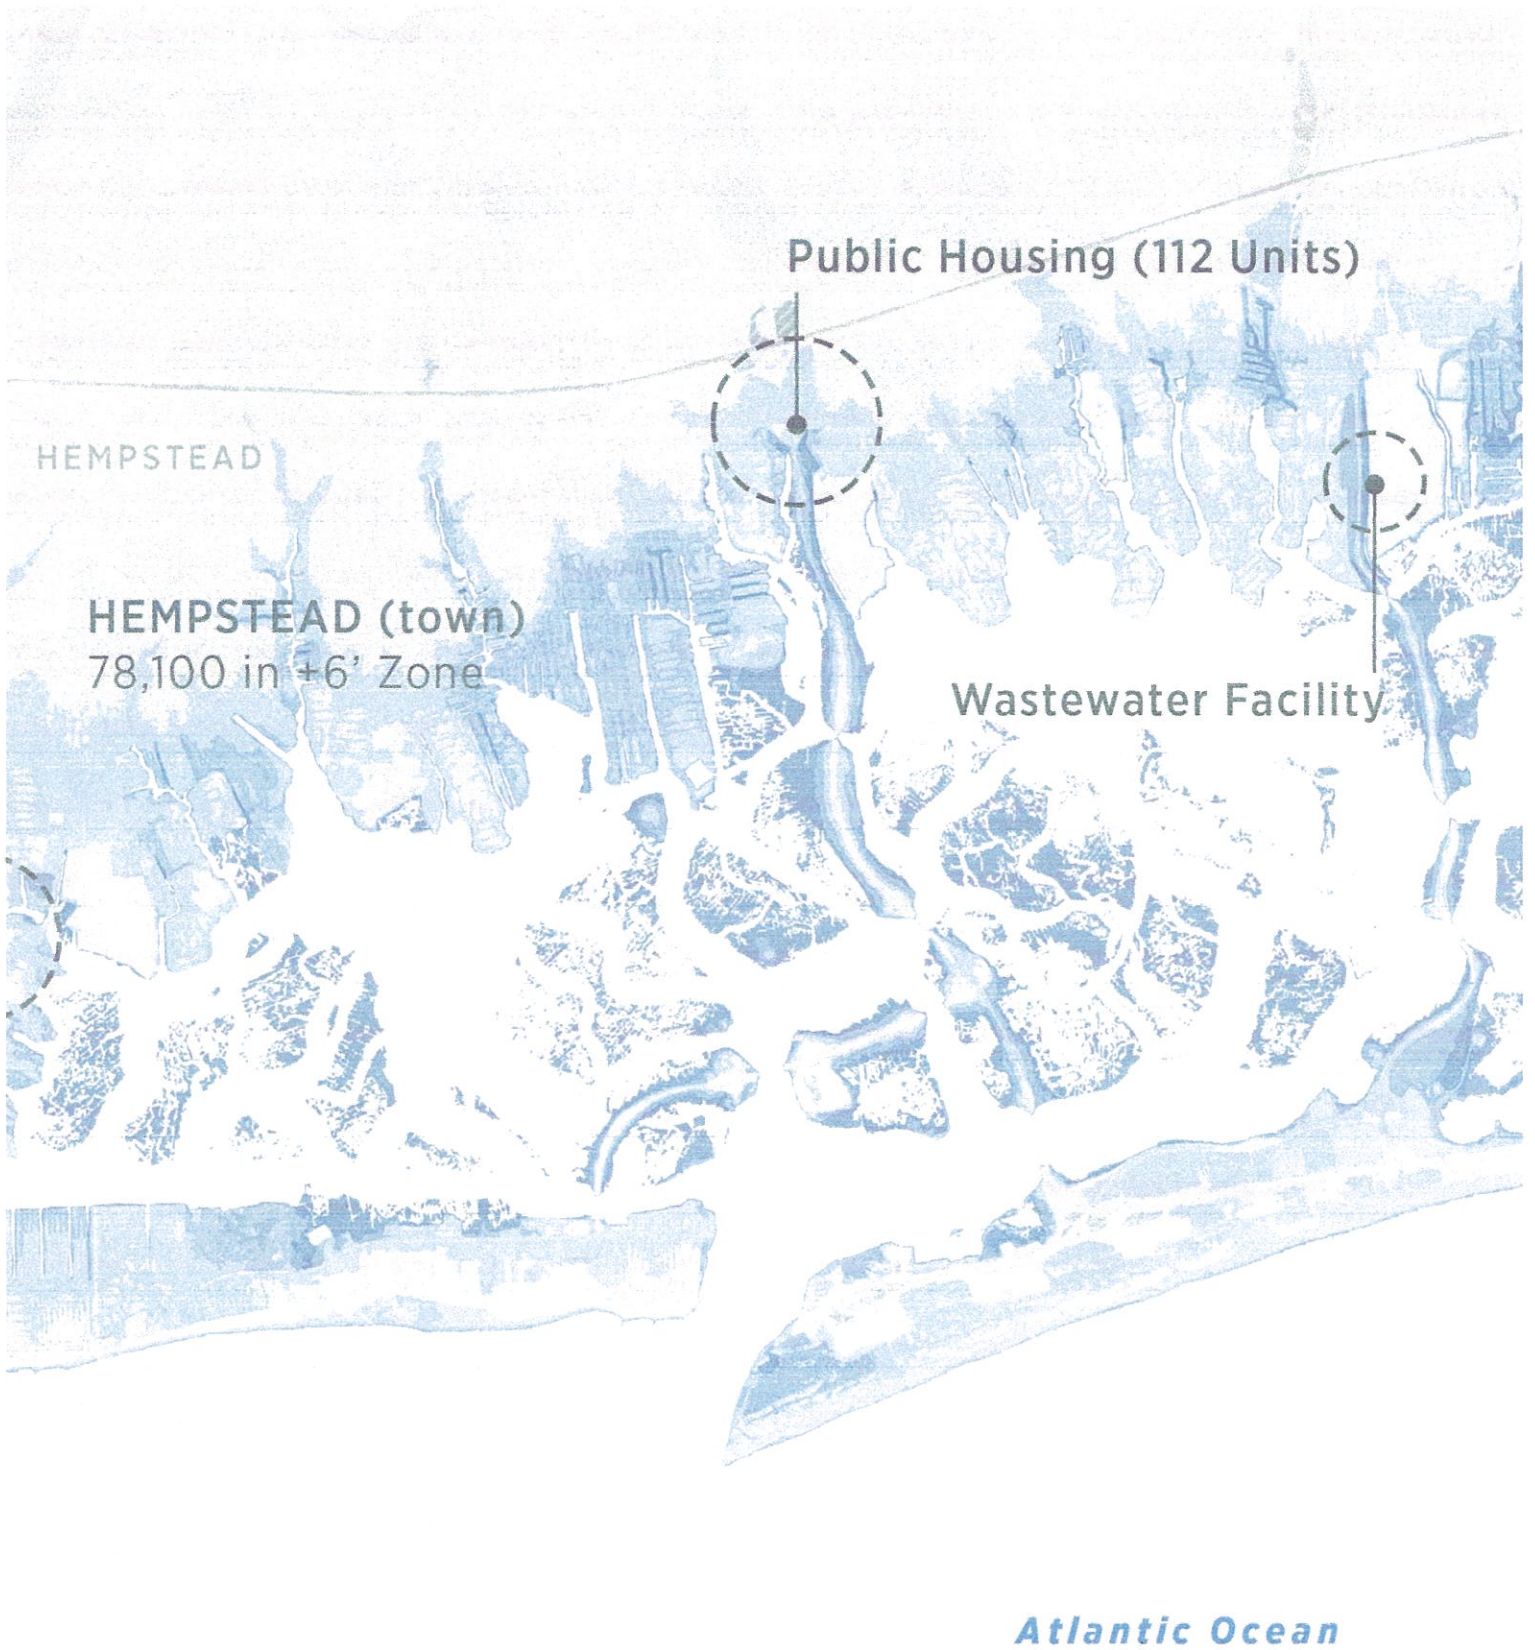 Public Housing (112 Units)
HEMPSTEAD
HEMPSTEAD (town)
78,100 in +6’ Zone
Wastewater Facility
Atlantic Ocean